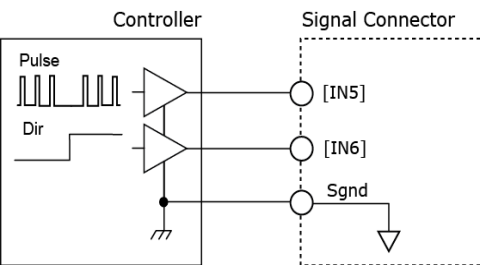 Controller
Signal Connector
Pulse
[IN5]
Dir
[IN6]
Sgnd